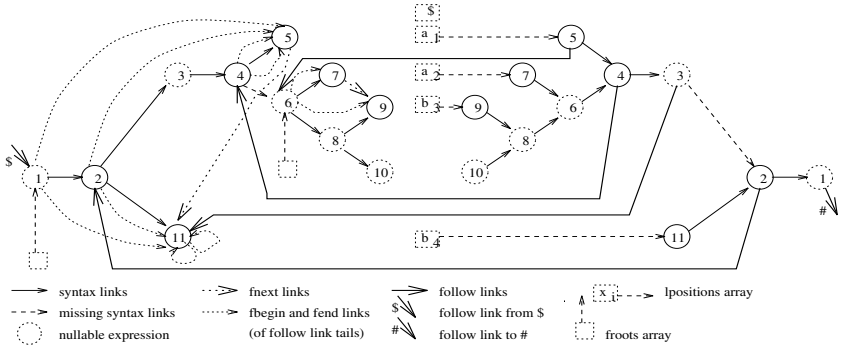 $
a 1
5
5
3
4
6
7
9
8
10
a 2
7
4
3
b 3
9
6
8
10
$
1
2
11
b 4
11
2
1
#
syntax links
missing syntax links
nullable expression
fnext links
fbegin and fend links
(of follow link tails)
follow links
$ follow link from $
# follow link to #
x i lpositions array
froots array